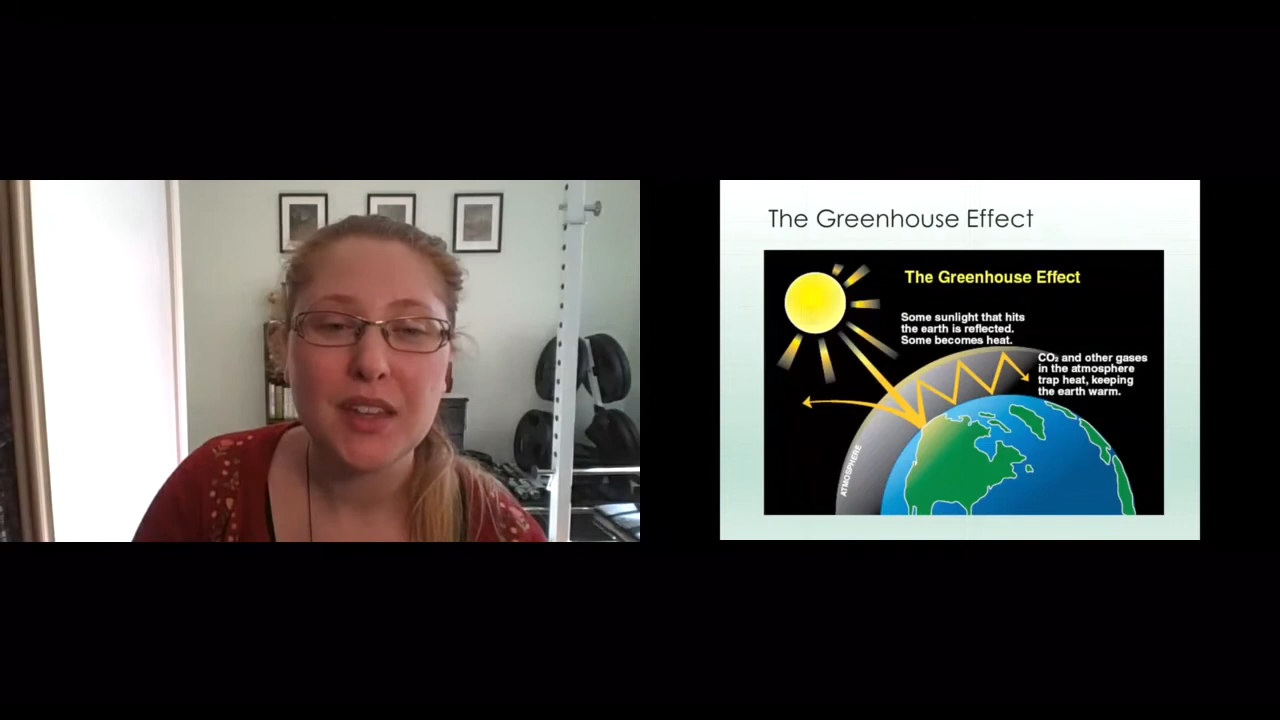 The Greenhouse Effect
The Greenhouse Effect
Some sunlight that hits
the earth is reflected.
Some becomes heat.
CO₂ and other gases
in the atmosphere
trap heat, keeping
the earth warm.
ATMOSPHERE